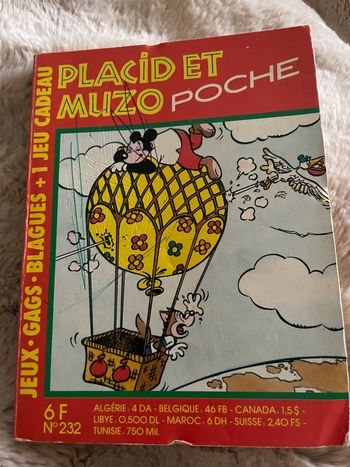 PLACID ET
MUZO POCHE
JEUX • GAGS • BLAGUES + 1 JEU CADEAU
6 F
N° 232
ALGÉRIE. 4 DA - BELGIQUE. 46 FB - CANADA. 1,5 $ -
LIBYE. 0,500 DL - MAROC. 6 DH - SUISSE. 2,40 FS -
TUNISIE. 750 Mil.